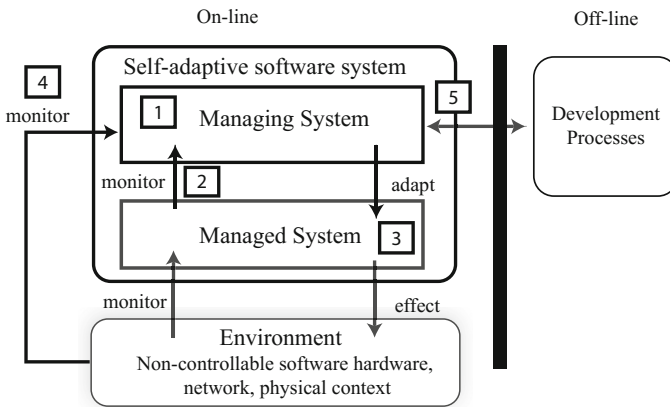 On-line
Off-line
Self-adaptive software system
4
monitor
1
Managing System
5
Development
Processes
monitor
2
adapt
Managed System
3
monitor
effect
Environment
Non-controllable software hardware,
network, physical context